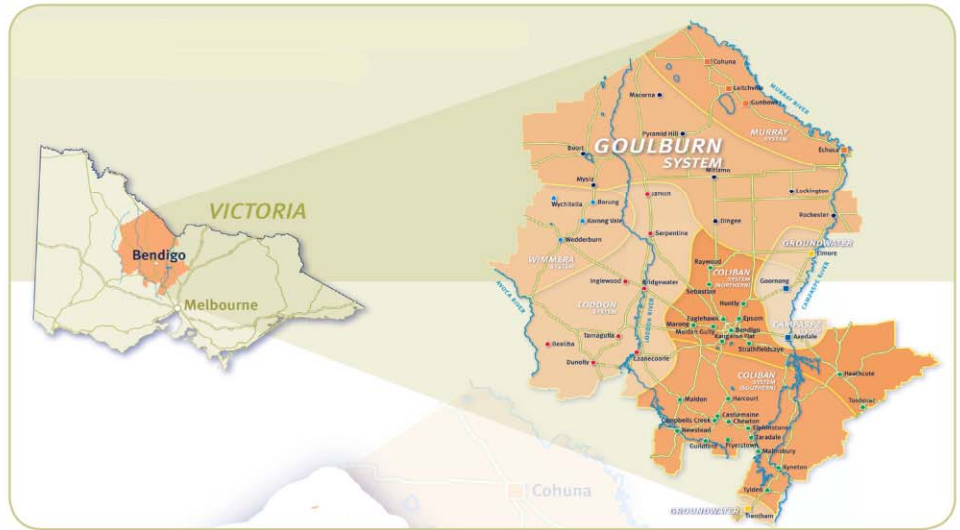 VICTORIA
Bendigo
Melbourne
Cohuna
Leitchville
Gunbower
MURRAY RIVER
Macorna
Pyramid Hill
MURRAY
SYSTEM
GOULBURN
SYSTEM
Echuca
Boort
Mysia
Mitiamo
Lockington
Wychitella
Borung
Jarklin
Korong Vale
Dingee
Rochester
Serpentine
Wedderburn
GROUNDWATER
Elmore
WIMMERA
SYSTEM
Raywood
COLIBAN
SYSTEM
(NORTHERN)
Goornong
CAMPASPE RIVER
Inglewood
Bridgewater
Sebastian
AVOCA RIVER
LODDON
SYSTEM
LODDON RIVER
Huntly
Eaglehawk
Epsom
Marong
Bendigo
Maiden Gully
Kangaroo Flat
CAMPASPE
Axedale
Strathfieldsaye
Tarnagulla
Bealiba
Dunolly
Laanecoorie
COLIBAN
SYSTEM
(SOUTHERN)
Heathcote
Tooborac
Maldon
Harcourt
Castlemaine
Campbells Creek
Chewton
Newstead
Elphinstone
Taradale
Guildford
Fryerstown
Malmsbury
Kyneton
Tylden
GROUNDWATER
Trentham
Cohuna